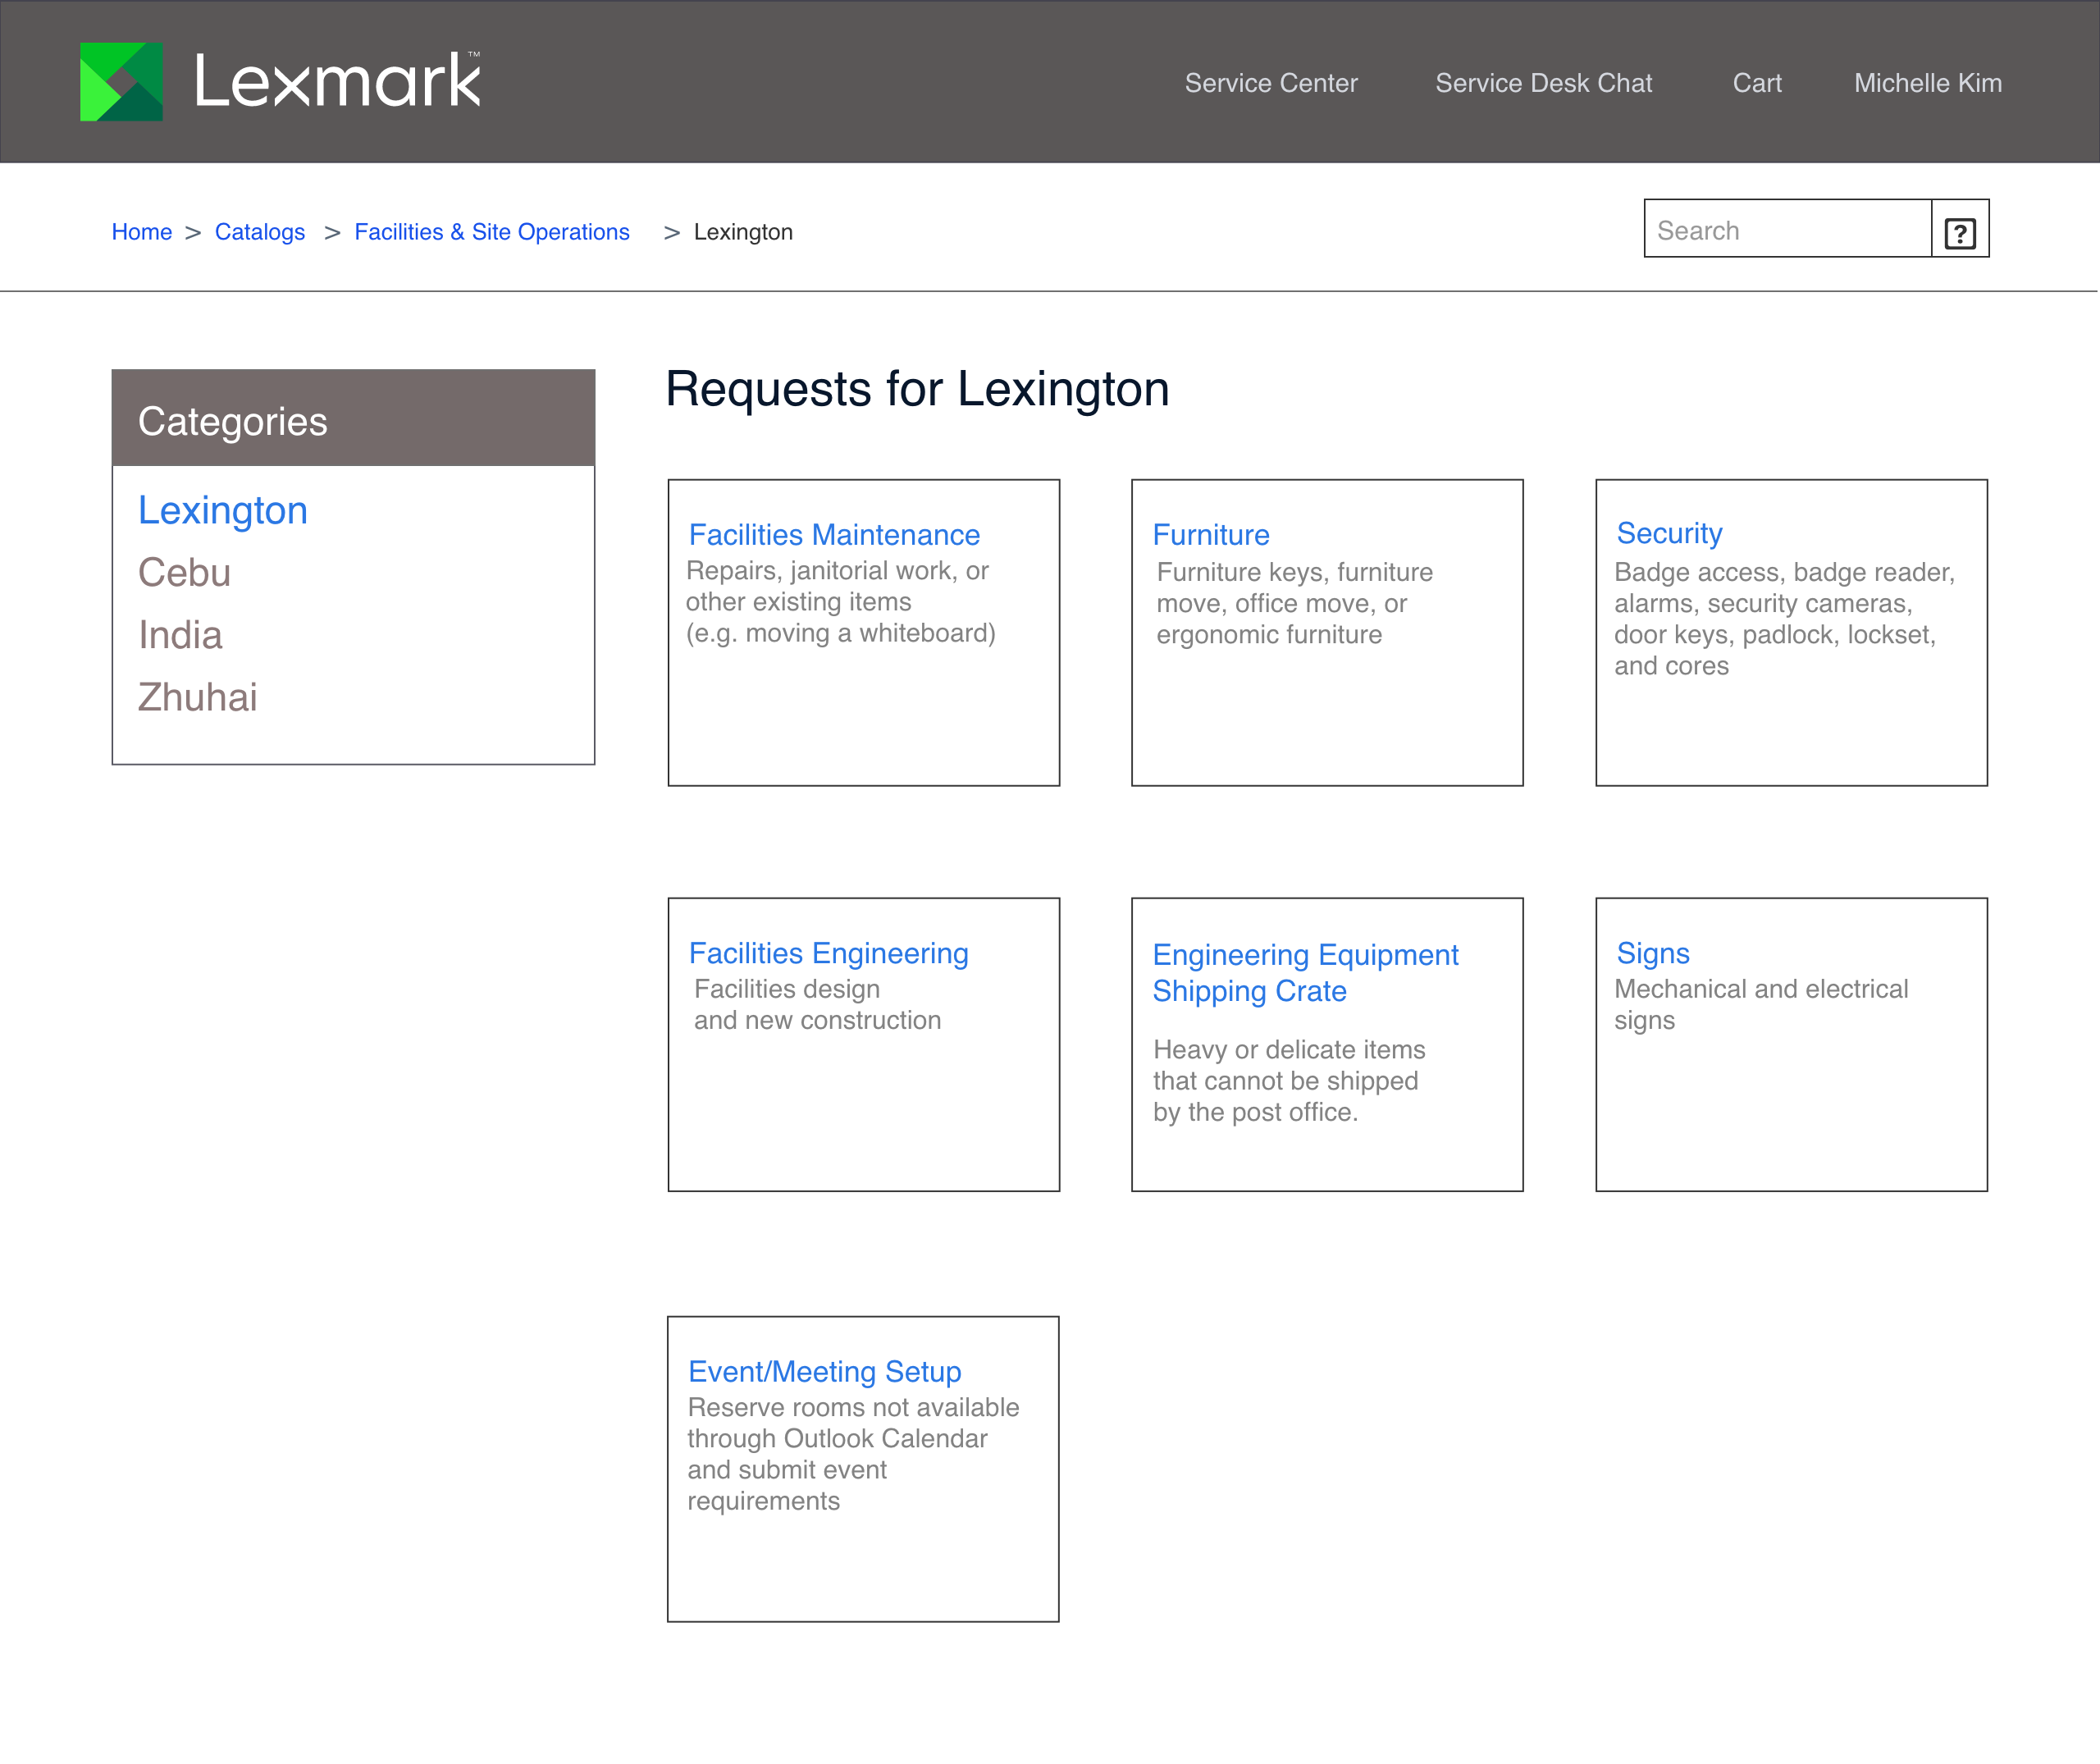 Lexmark™
Service Center Service Desk Chat Cart Michelle Kim
Home > Catalogs > Facilities & Site Operations > Lexington
Search ?
Categories
Lexington
Cebu
India
Zhuhai
Requests for Lexington
Facilities Maintenance
Repairs, janitorial work, or
other existing items
(e.g. moving a whiteboard)
Furniture
Furniture keys, furniture
move, office move, or
ergonomic furniture
Security
Badge access, badge reader,
alarms, security cameras,
door keys, padlock, lockset,
and cores
Facilities Engineering
Facilities design
and new construction
Engineering Equipment
Shipping Crate
Heavy or delicate items
that cannot be shipped
by the post office.
Signs
Mechanical and electrical
signs
Event/Meeting Setup
Reserve rooms not available
through Outlook Calendar
and submit event
requirements